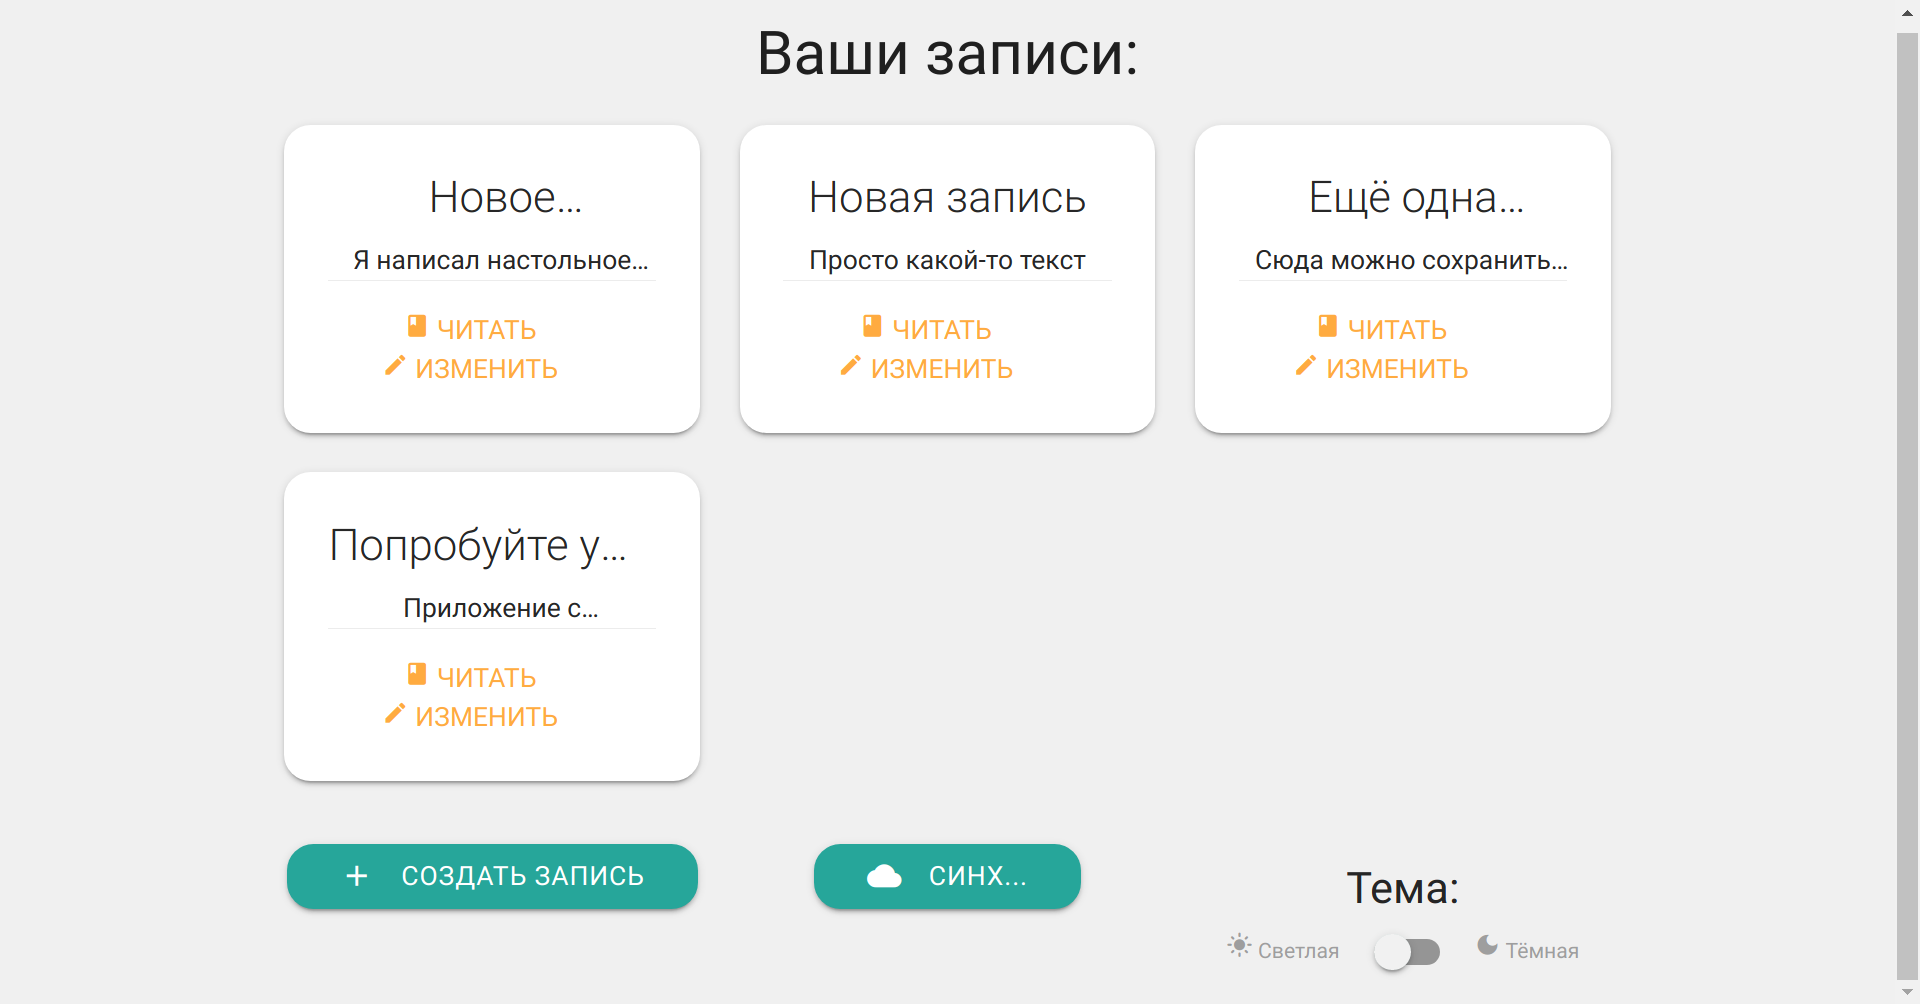 Ваши записи:
Новое...
Я написал настольное...
ЧИТАТЬ
ИЗМЕНИТЬ
Новая запись
Просто какой-то текст
ЧИТАТЬ
ИЗМЕНИТЬ
Ещё одна...
Сюда можно сохранить...
ЧИТАТЬ
ИЗМЕНИТЬ
Попробуйте у...
Приложение с...
ЧИТАТЬ
ИЗМЕНИТЬ
СОЗДАТЬ ЗАПИСЬ
СИНХ...
Тема:
Светлая
Тёмная